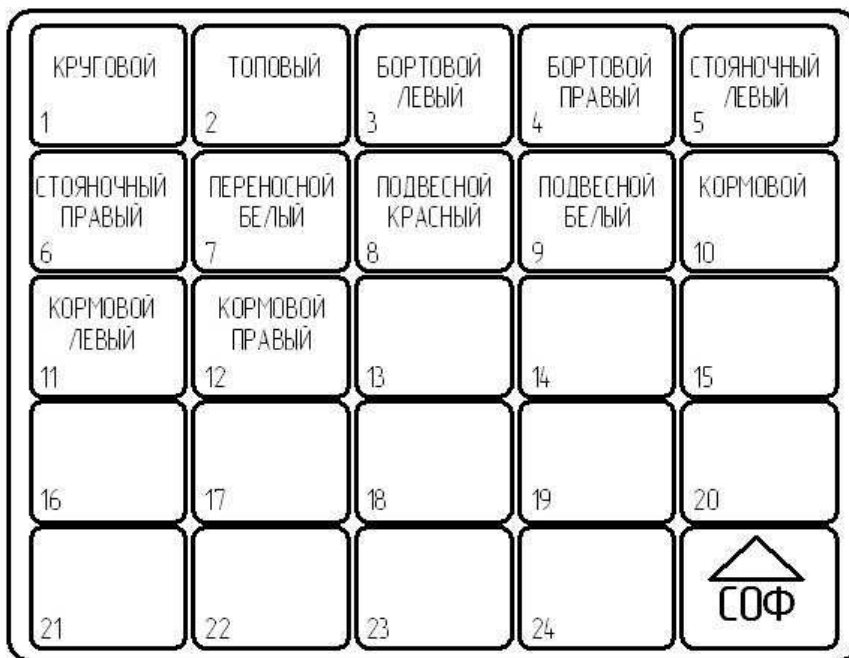 КРУГОВОЙ
1
ТОПОВЫЙ
2
БОРТОВОЙ
ЛЕВЫЙ
3
БОРТОВОЙ
ПРАВЫЙ
4
СТОЯНОЧНЫЙ
ЛЕВЫЙ
5
СТОЯНОЧНЫЙ
ПРАВЫЙ
6
ПЕРЕНОСНОЙ
БЕЛЫЙ
7
ПОДВЕСНОЙ
КРАСНЫЙ
8
ПОДВЕСНОЙ
БЕЛЫЙ
9
КОРМОВОЙ
10
КОРМОВОЙ
ЛЕВЫЙ
11
КОРМОВОЙ
ПРАВЫЙ
12
13
14
15
16
17
18
19
20
21
22
23
24
СОФ